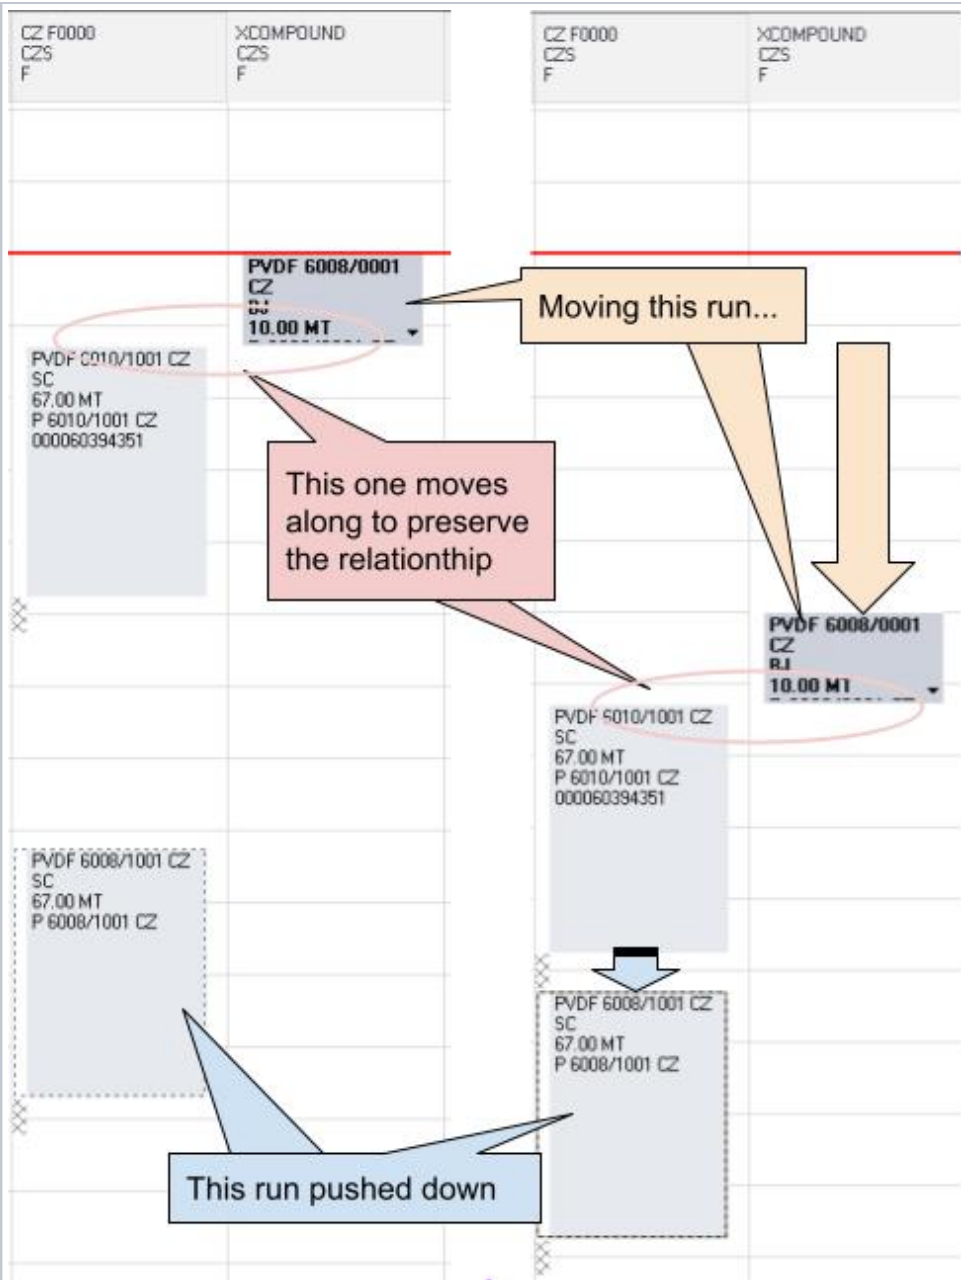 CZ F0000
CZS
F
XCOMPOUND
CZS
F
PVDF 6008/0001
CZ
BJ
10.00 MT
PVDF 6010/1001 CZ
SC
67.00 MT
P 6010/1001 CZ
000060394351
This one moves
along to preserve
the relationthip
PVDF 6008/1001 CZ
SC
67.00 MT
P 6008/1001 CZ
This run pushed down
CZ F0000
CZS
F
XCOMPOUND
CZS
F
Moving this run...
PVDF 6008/0001
CZ
BJ
10.00 MT
PVDF 6010/1001 CZ
SC
67.00 MT
P 6010/1001 CZ
000060394351
PVDF 6008/1001 CZ
SC
67.00 MT
P 6008/1001 CZ